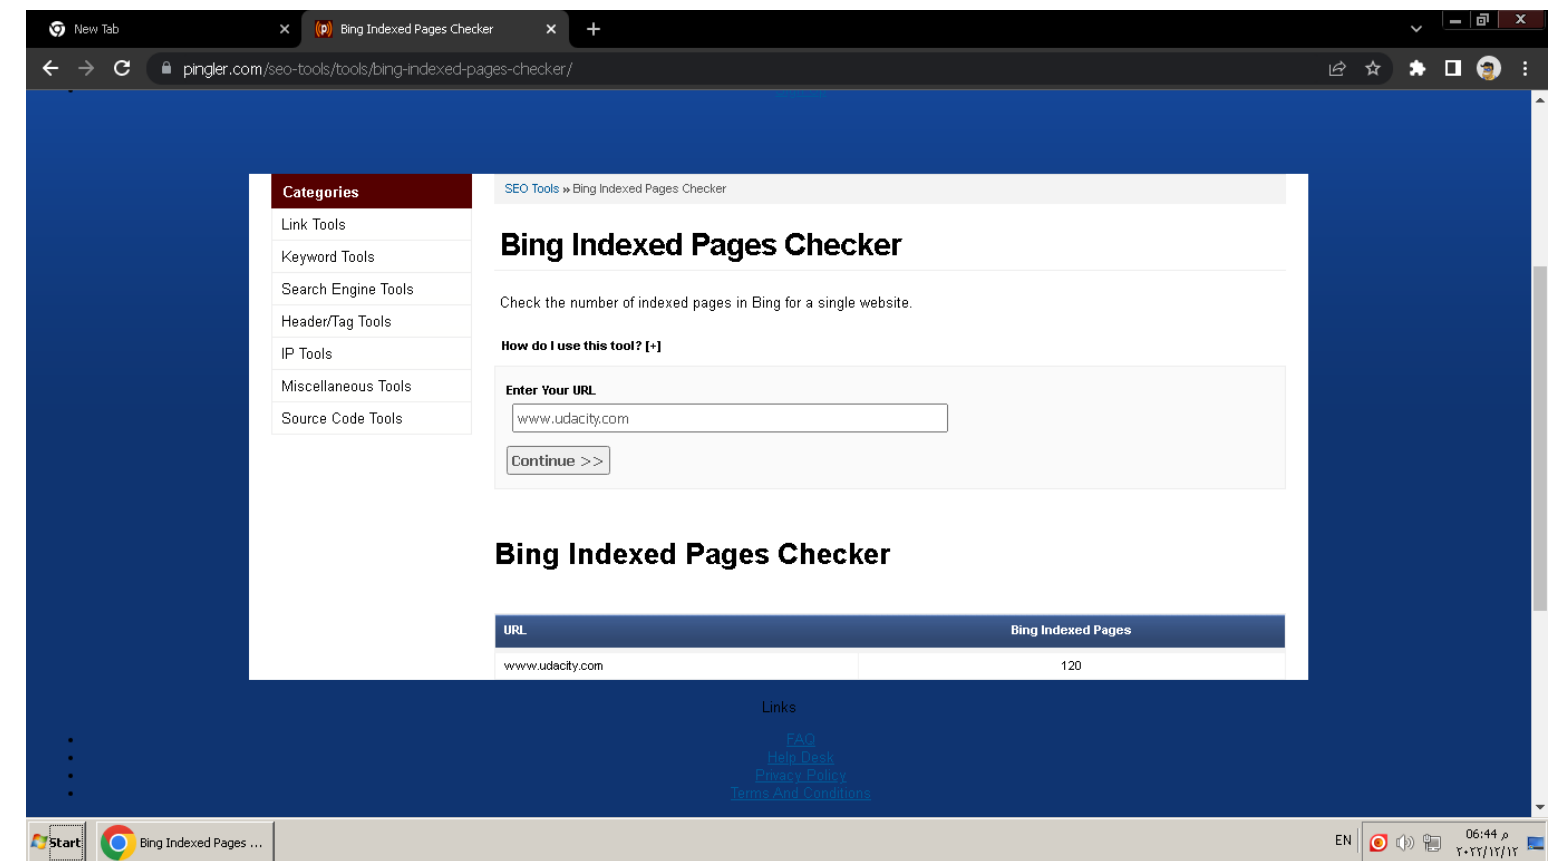 New Tab
Bing Indexed Pages Checker
pingler.com/seo-tools/tools/bing-indexed-pages-checker/
Categories
Link Tools
Keyword Tools
Search Engine Tools
Header/Tag Tools
IP Tools
Miscellaneous Tools
Source Code Tools
SEO Tools » Bing Indexed Pages Checker
Bing Indexed Pages Checker
Check the number of indexed pages in Bing for a single website.
How do I use this tool? [+]
Enter Your URL
www.udacity.com
Continue >>
Bing Indexed Pages Checker
URL Bing Indexed Pages
www.udacity.com 120
Links
FAQ
Help Desk
Privacy Policy
Terms And Conditions
Start
Bing Indexed Pages ...
EN
06:44 م
٢٠٢٢/١٢/١٢